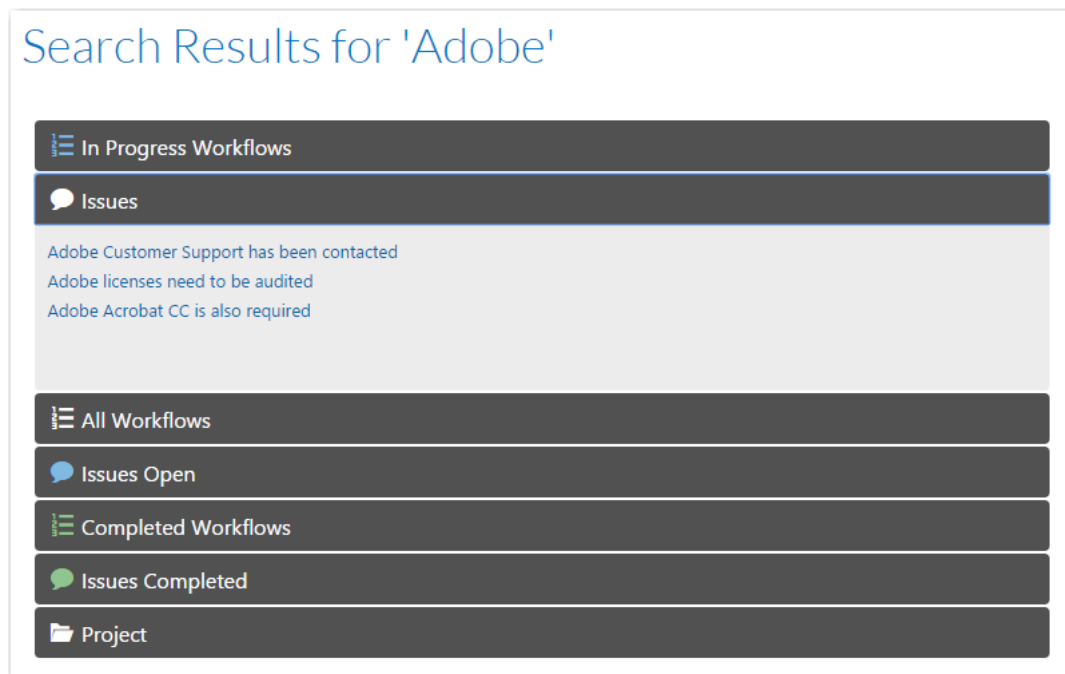 Search Results for 'Adobe'
In Progress Workflows
Issues
Adobe Customer Support has been contacted
Adobe licenses need to be audited
Adobe Acrobat CC is also required
All Workflows
Issues Open
Completed Workflows
Issues Completed
Project